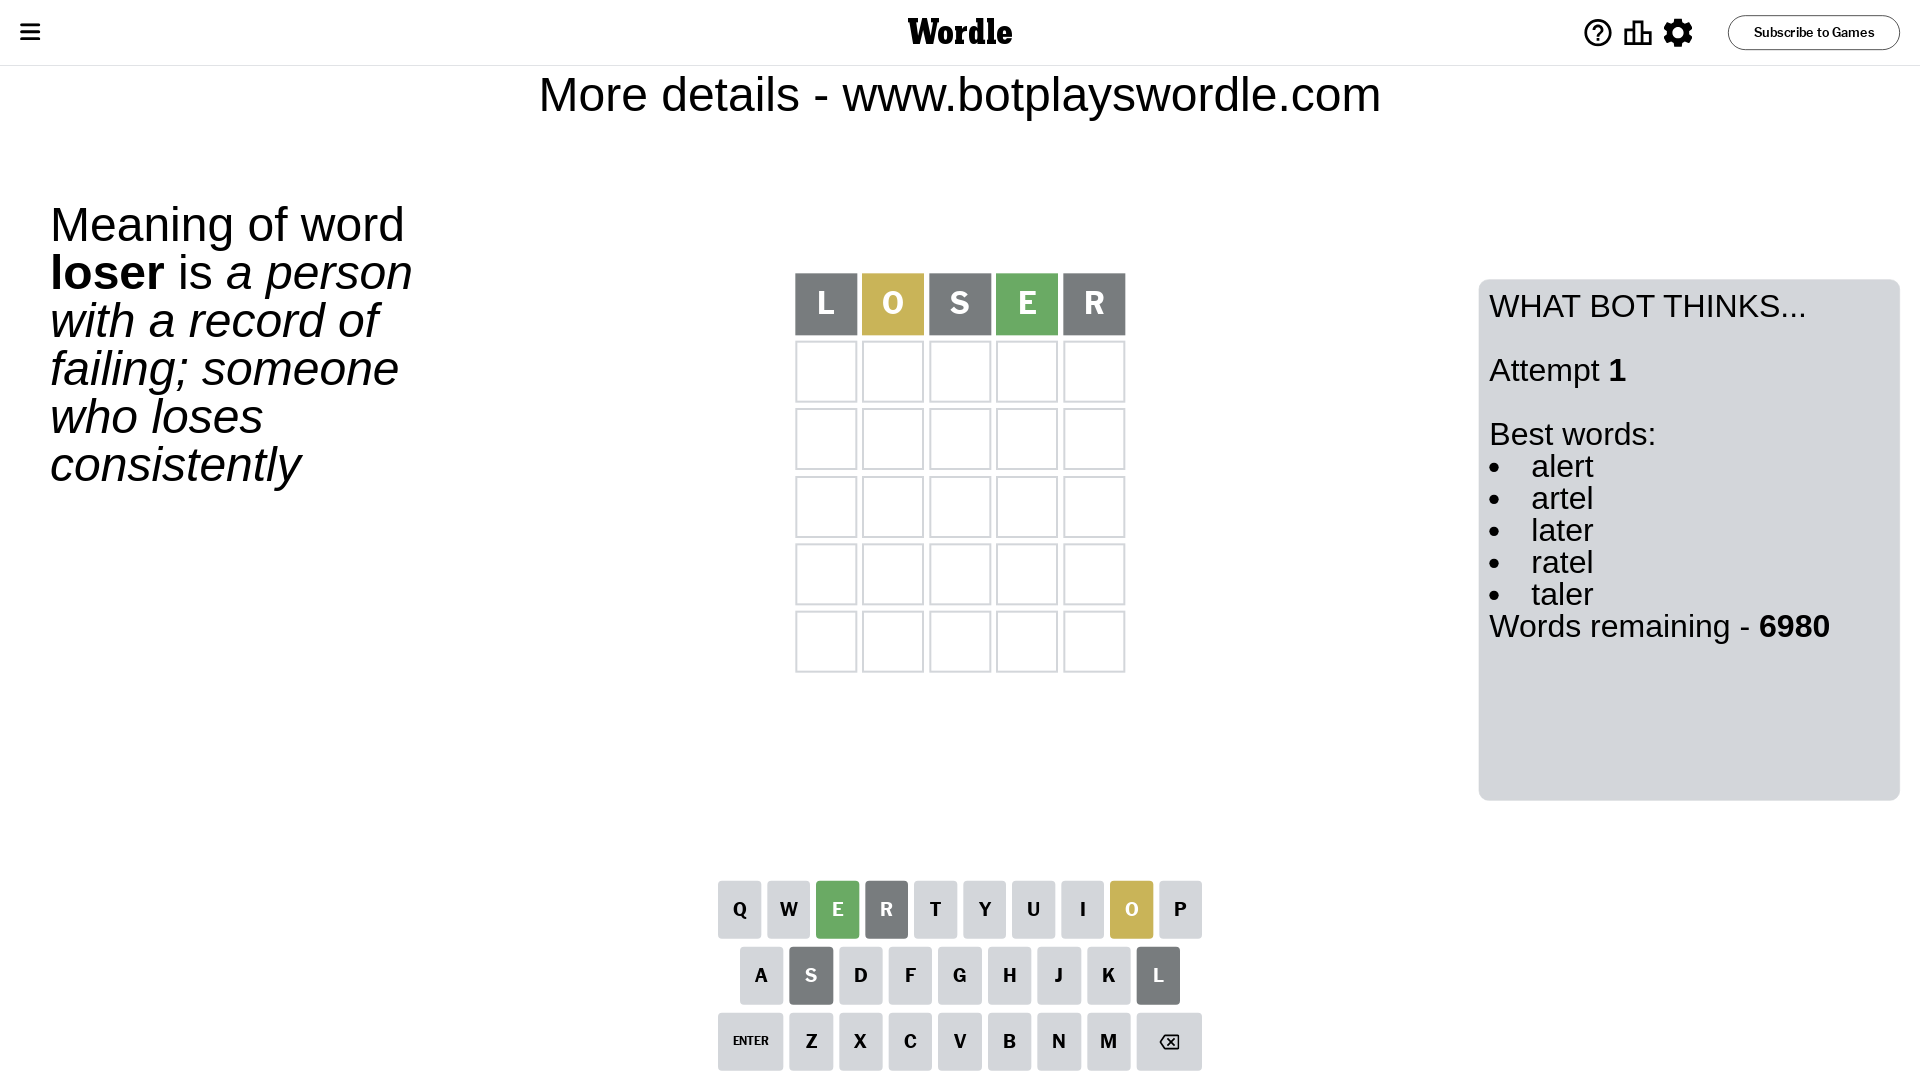 Wordle
Subscribe to Games
More details - www.botplayswordle.com
Meaning of word
loser is a person
with a record of
failing; someone
who loses
consistently
L O S E R
WHAT BOT THINKS...
Attempt 1
Best words:
• alert
• artel
• later
• ratel
• taler
Words remaining - 6980
Q W E R T Y U I O P
A S D F G H J K L
ENTER Z X C V B N M